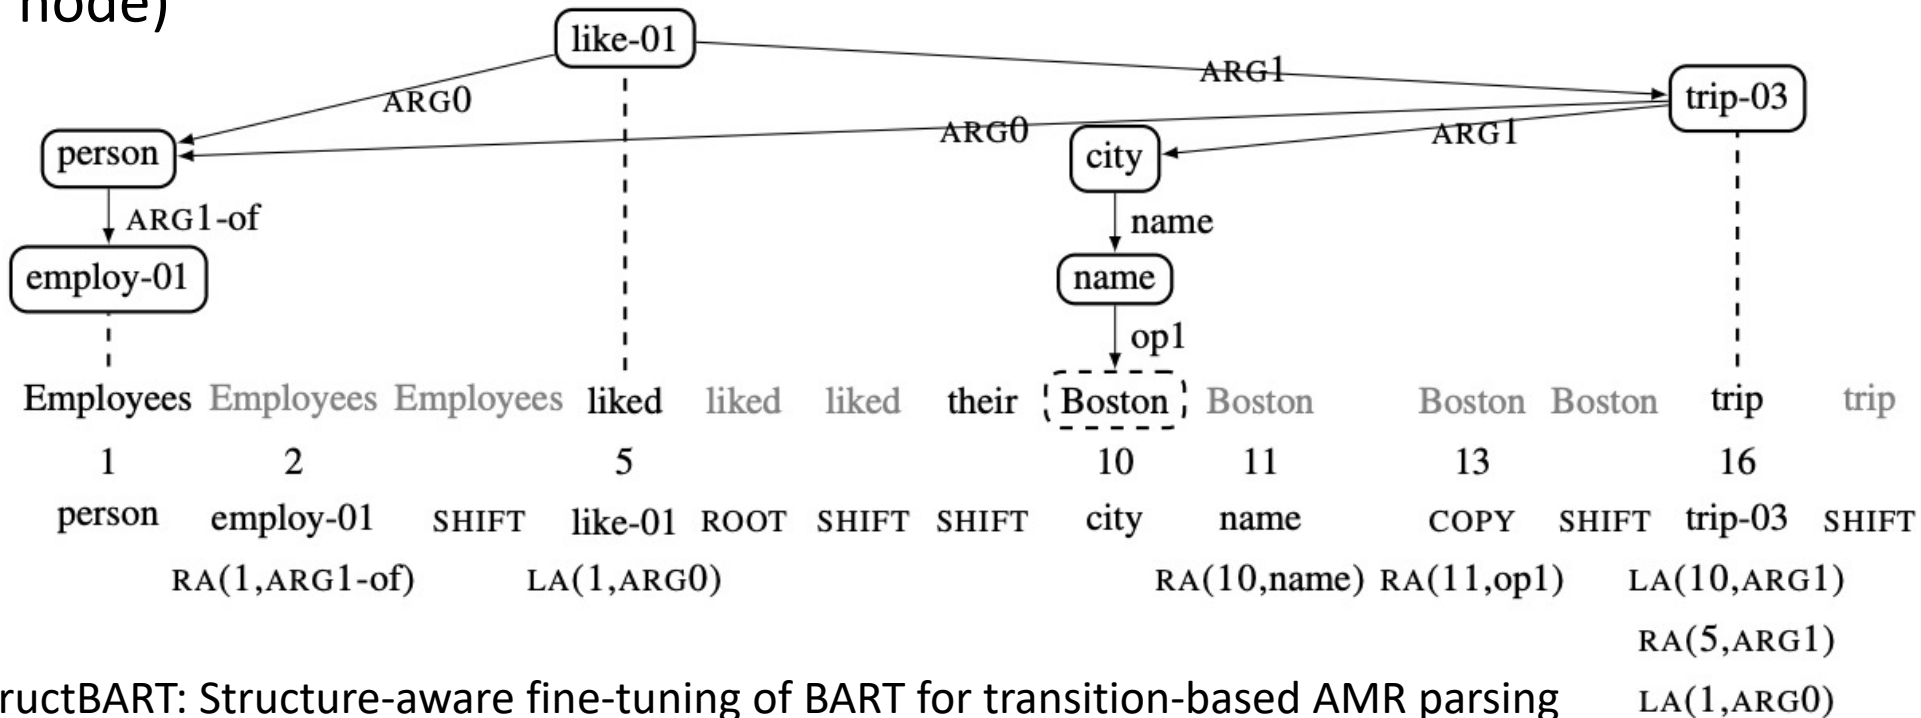 node)
like-01
ARG1
trip-03
ARG0
ARG0
ARG1
person
city
ARG1-of
name
employ-01
name
op1
Employees Employees Employees liked liked liked their Boston Boston Boston Boston trip trip
1 2 5 10 11 13 16
person employ-01 SHIFT like-01 ROOT SHIFT SHIFT city name COPY SHIFT trip-03 SHIFT
RA(1,ARG1-of) LA(1,ARG0) RA(10,name) RA(11,op1) LA(10,ARG1)
RA(5,ARG1)
ructBART: Structure-aware fine-tuning of BART for transition-based AMR parsing
LA(1,ARG0)